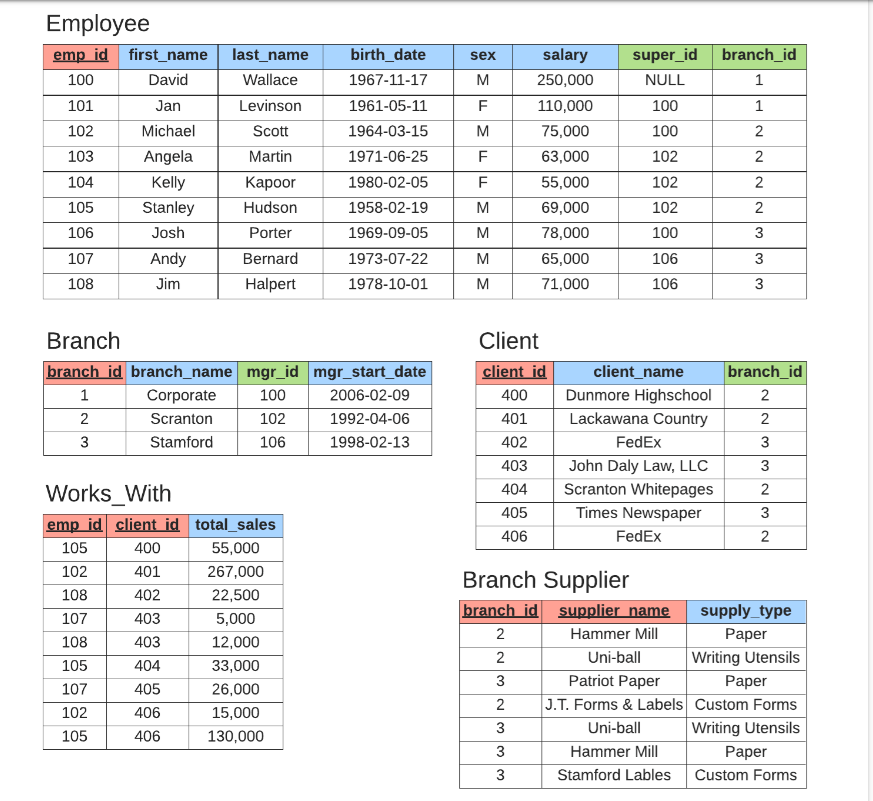 Employee
emp_id first_name last_name birth_date sex salary super_id branch_id
100 David Wallace 1967-11-17 M 250,000 NULL 1
101 Jan Levinson 1961-05-11 F 110,000 100 1
102 Michael Scott 1964-03-15 M 75,000 100 2
103 Angela Martin 1971-06-25 F 63,000 102 2
104 Kelly Kapoor 1980-02-05 F 55,000 102 2
105 Stanley Hudson 1958-02-19 M 69,000 102 2
106 Josh Porter 1969-09-05 M 78,000 100 3
107 Andy Bernard 1973-07-22 M 65,000 106 3
108 Jim Halpert 1978-10-01 M 71,000 106 3
Branch
branch_id branch_name mgr_id mgr_start_date
1 Corporate 100 2006-02-09
2 Scranton 102 1992-04-06
3 Stamford 106 1998-02-13
Client
client_id client_name branch_id
400 Dunmore Highschool 2
401 Lackawana Country 2
402 FedEx 3
403 John Daly Law, LLC 3
404 Scranton Whitepages 2
405 Times Newspaper 3
406 FedEx 2
Works_With
emp_id client_id total_sales
105 400 55,000
102 401 267,000
108 402 22,500
107 403 5,000
108 403 12,000
105 404 33,000
107 405 26,000
102 406 15,000
105 406 130,000
Branch Supplier
branch_id supplier_name supply_type
2 Hammer Mill Paper
2 Uni-ball Writing Utensils
3 Patriot Paper Paper
2 J.T. Forms & Labels Custom Forms
3 Uni-ball Writing Utensils
3 Hammer Mill Paper
3 Stamford Lables Custom Forms